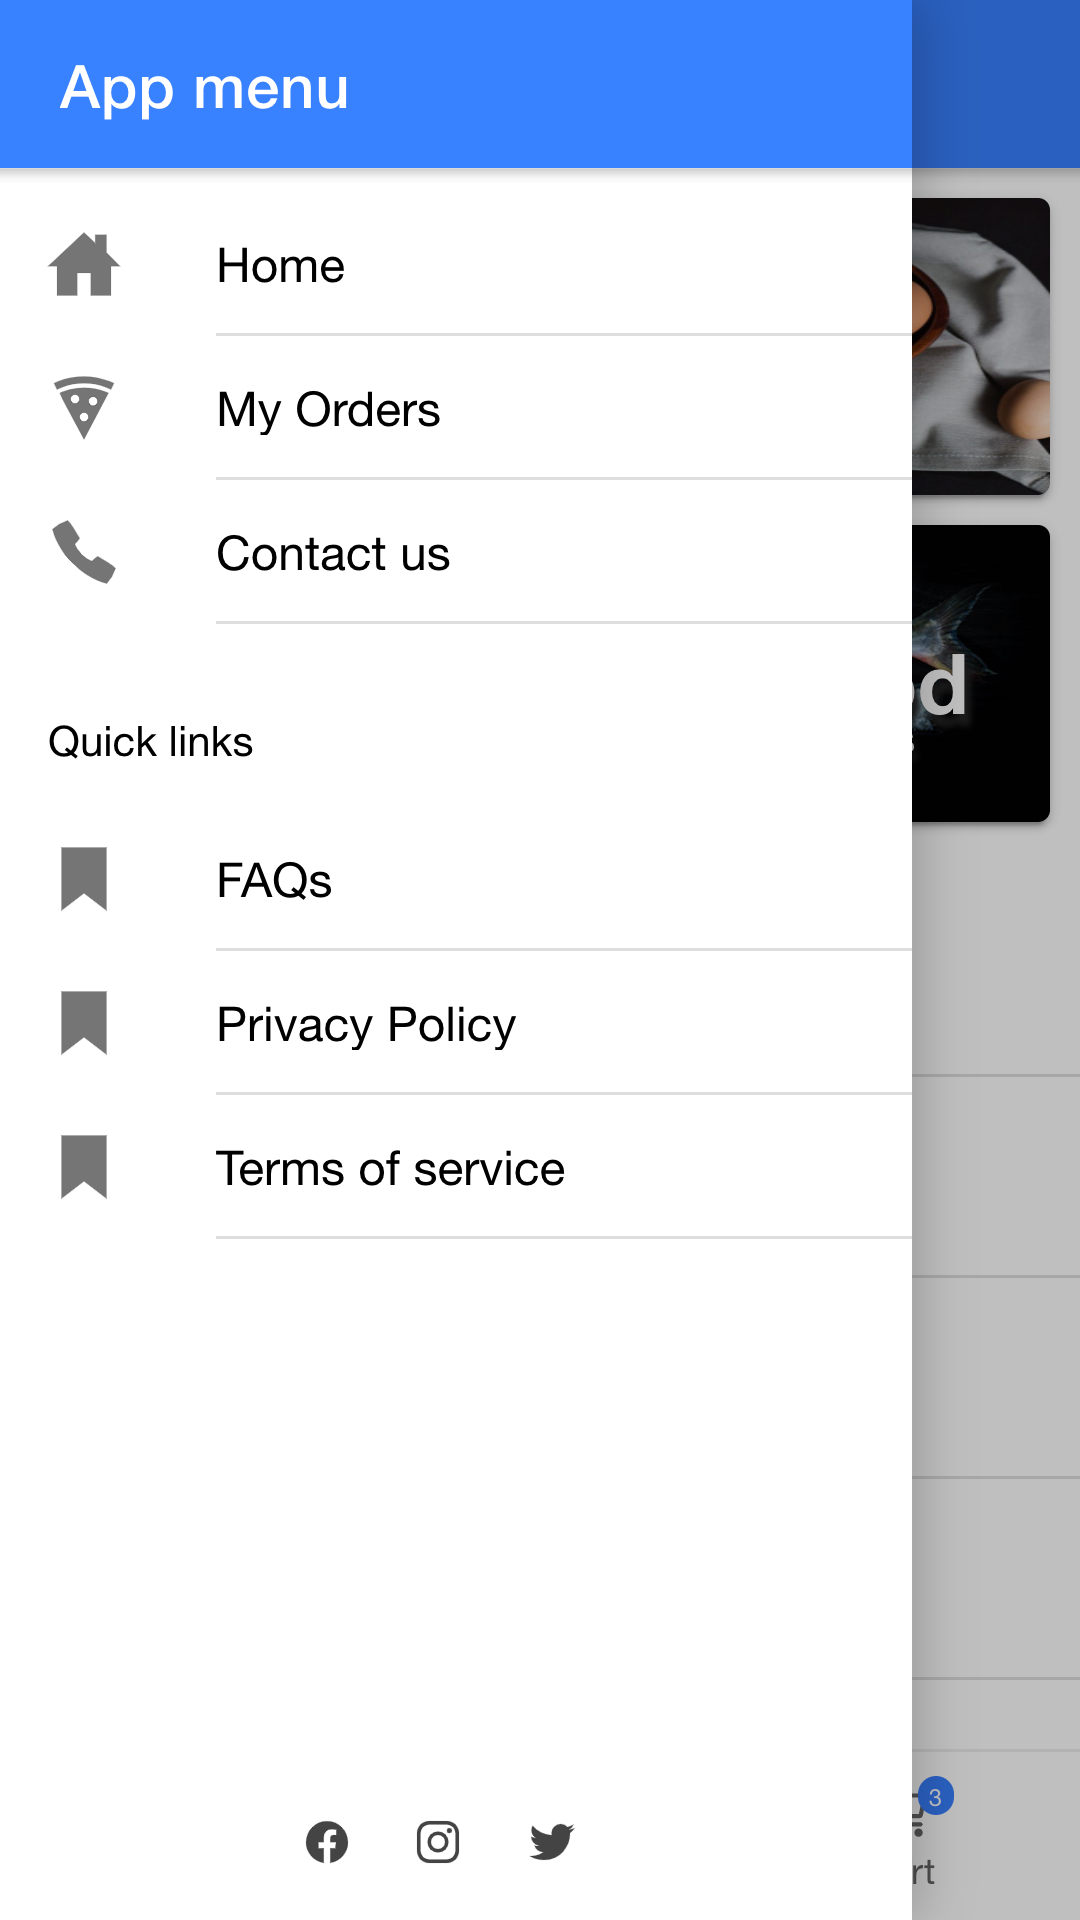 App menu
Home
My Orders
Contact us
d
Quick links
FAQs
Privacy Policy
Terms of service
3
rt